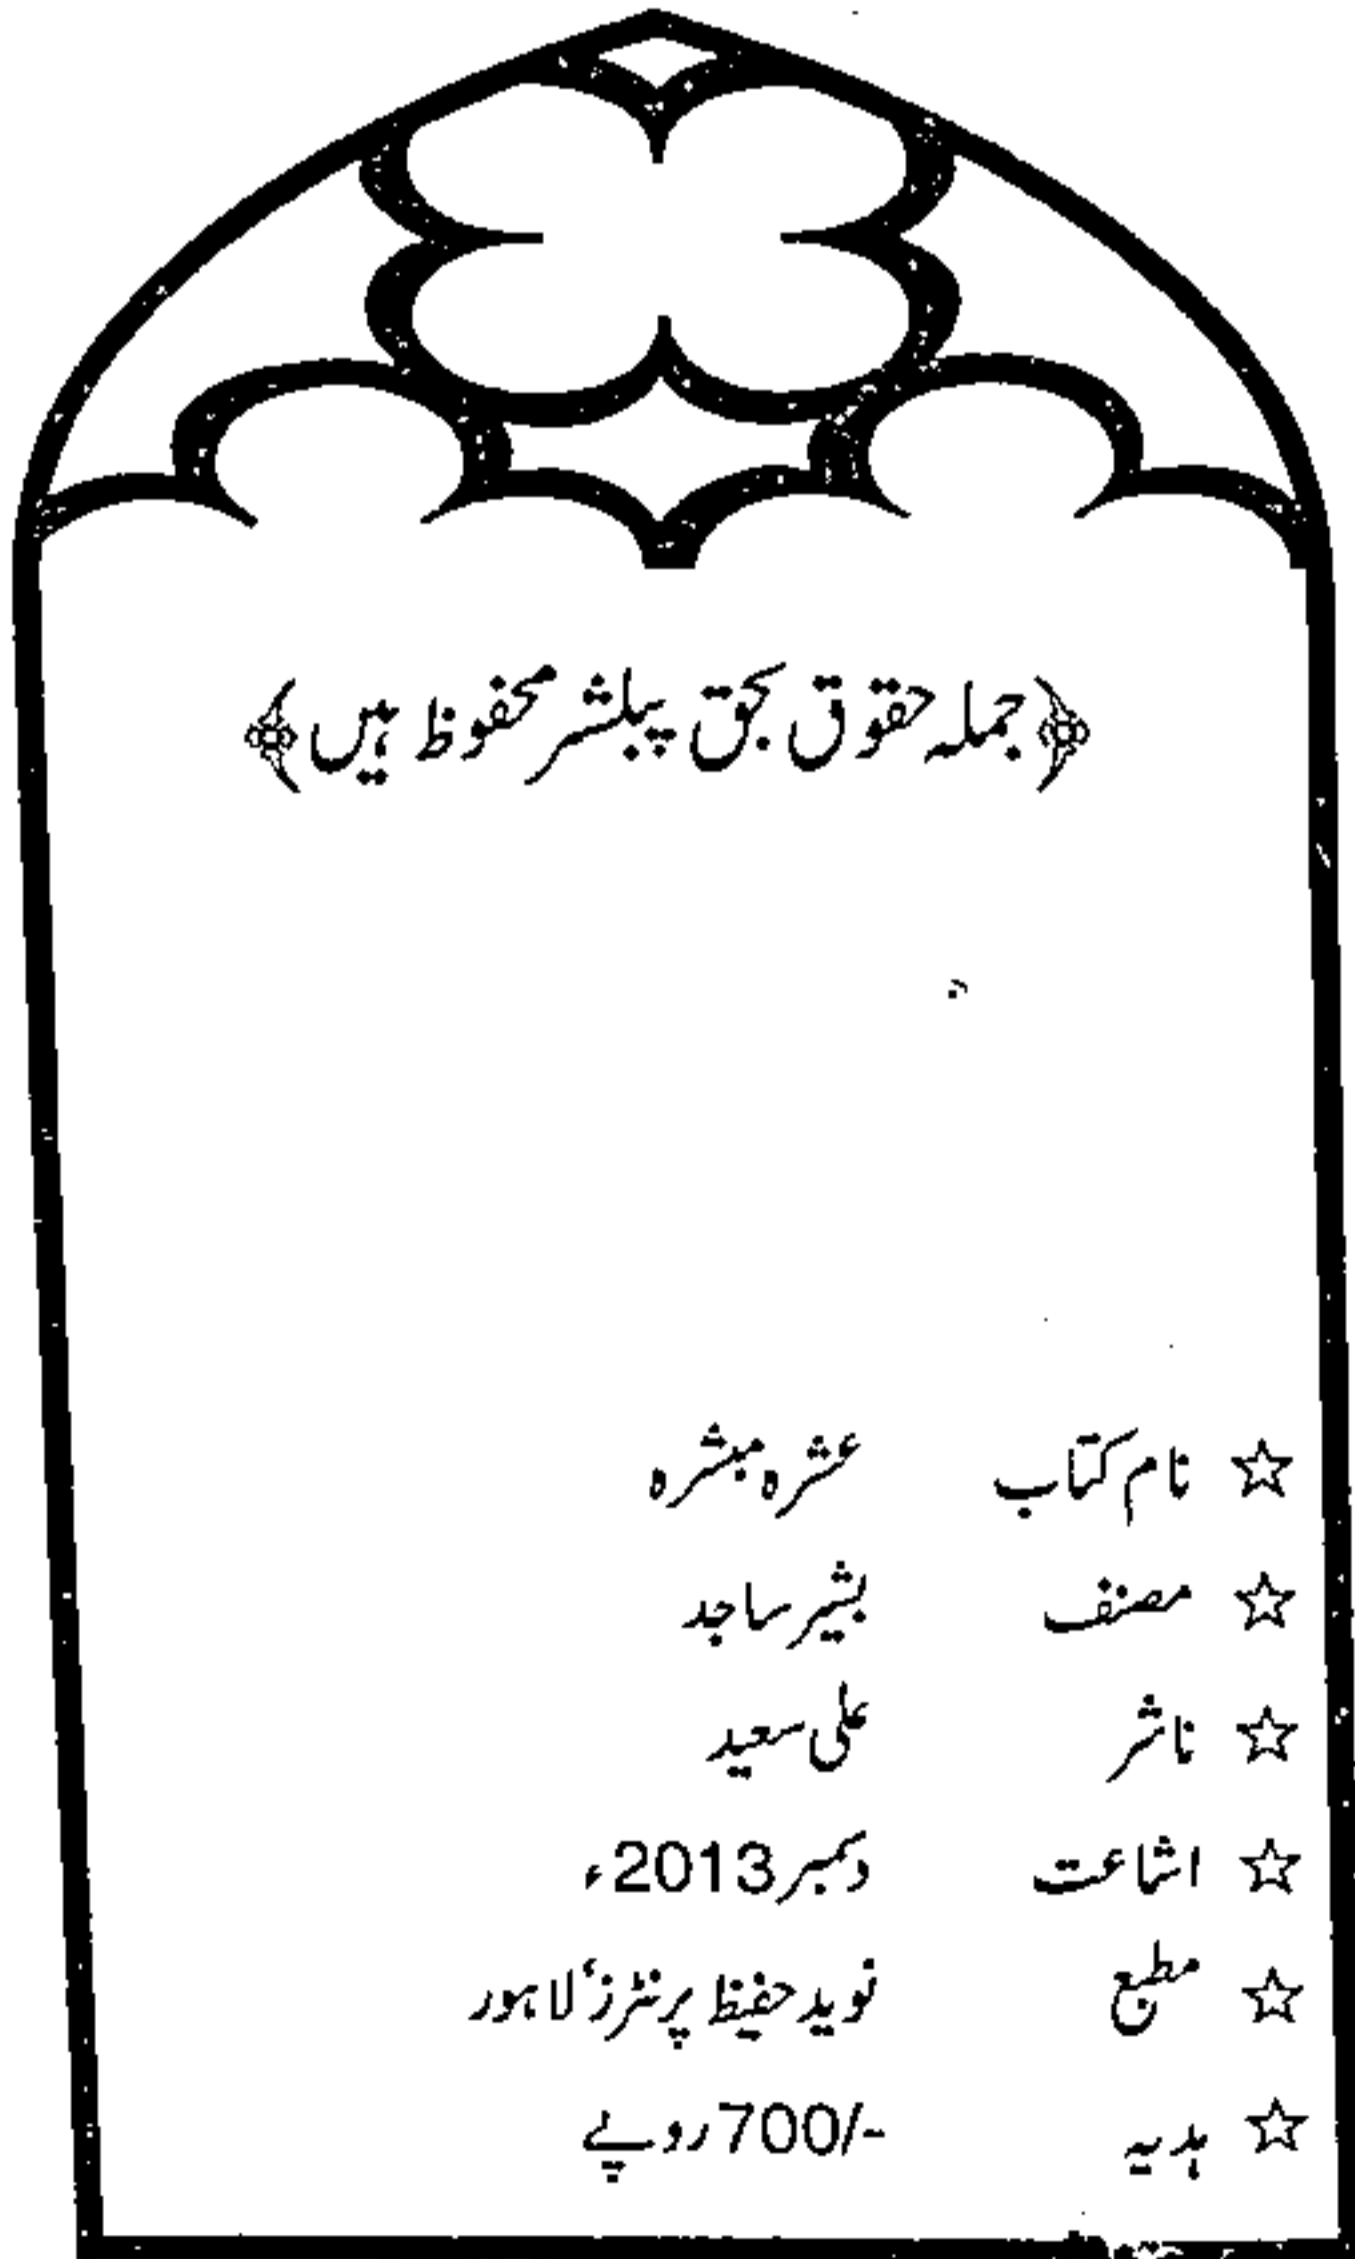 ﴿جملہ حقوق بحق پبلشر محفوظ ہیں﴾
☆ نام کتاب عشرہ مبشرہ
☆ مصنف بشیر ساجد
☆ ناشر علی سعید
☆ اشاعت دسمبر 2013ء
☆ مطبع نوید حفیظ پرنٹرز، لاہور
☆ ہدیہ 700/- روپے